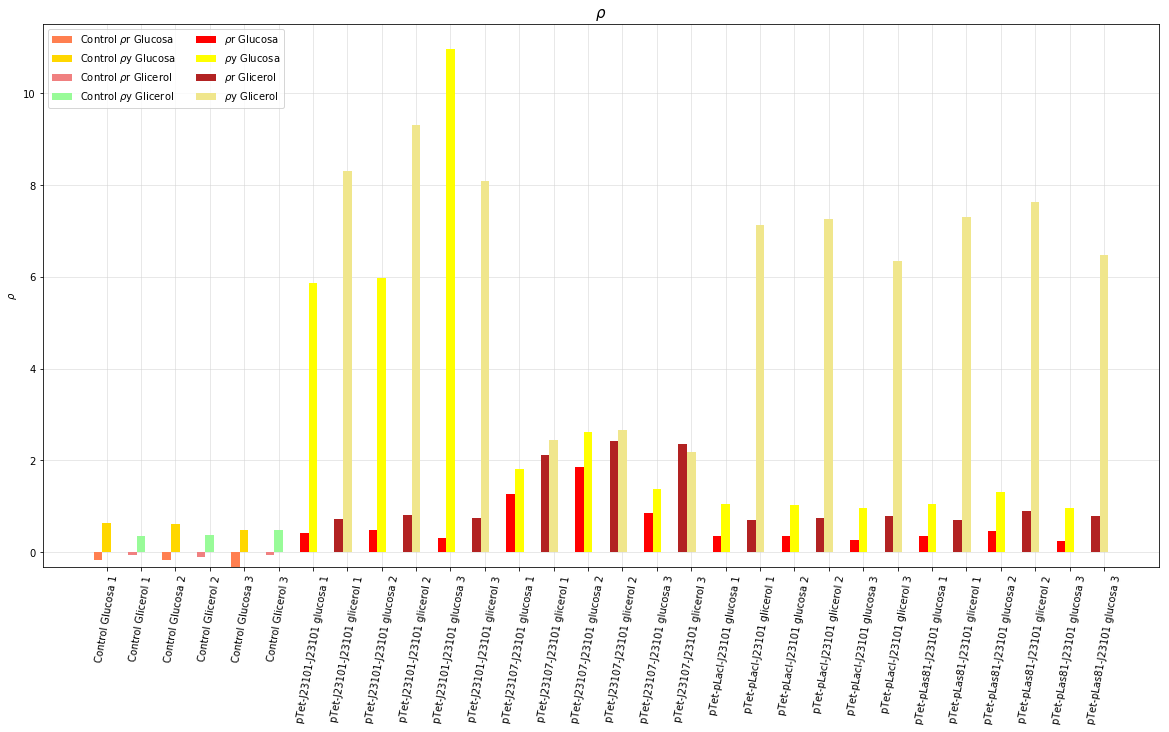 ρ
Control ρr Glucosa
Control ρy Glucosa
Control ρr Glicerol
Control ρy Glicerol
ρr Glucosa
ρy Glucosa
ρr Glicerol
ρy Glicerol
10
8
6
4
2
0
ρ
Control Glucosa 1
Control Glicerol 1
Control Glucosa 2
Control Glicerol 2
Control Glucosa 3
Control Glicerol 3
pTet-J23101-J23101 glucosa 1
pTet-J23101-J23101 glicerol 1
pTet-J23101-J23101 glucosa 2
pTet-J23101-J23101 glicerol 2
pTet-J23101-J23101 glucosa 3
pTet-J23101-J23101 glicerol 3
pTet-J23107-J23101 glucosa 1
pTet-J23107-J23101 glicerol 1
pTet-J23107-J23101 glucosa 2
pTet-J23107-J23101 glicerol 2
pTet-J23107-J23101 glucosa 3
pTet-J23107-J23101 glicerol 3
pTet-pLacI-J23101 glucosa 1
pTet-pLacI-J23101 glicerol 1
pTet-pLacI-J23101 glucosa 2
pTet-pLacI-J23101 glicerol 2
pTet-pLacI-J23101 glucosa 3
pTet-pLacI-J23101 glicerol 3
pTet-pLas81-J23101 glucosa 1
pTet-pLas81-J23101 glicerol 1
pTet-pLas81-J23101 glucosa 2
pTet-pLas81-J23101 glicerol 2
pTet-pLas81-J23101 glucosa 3
pTet-pLas81-J23101 glucosa 3